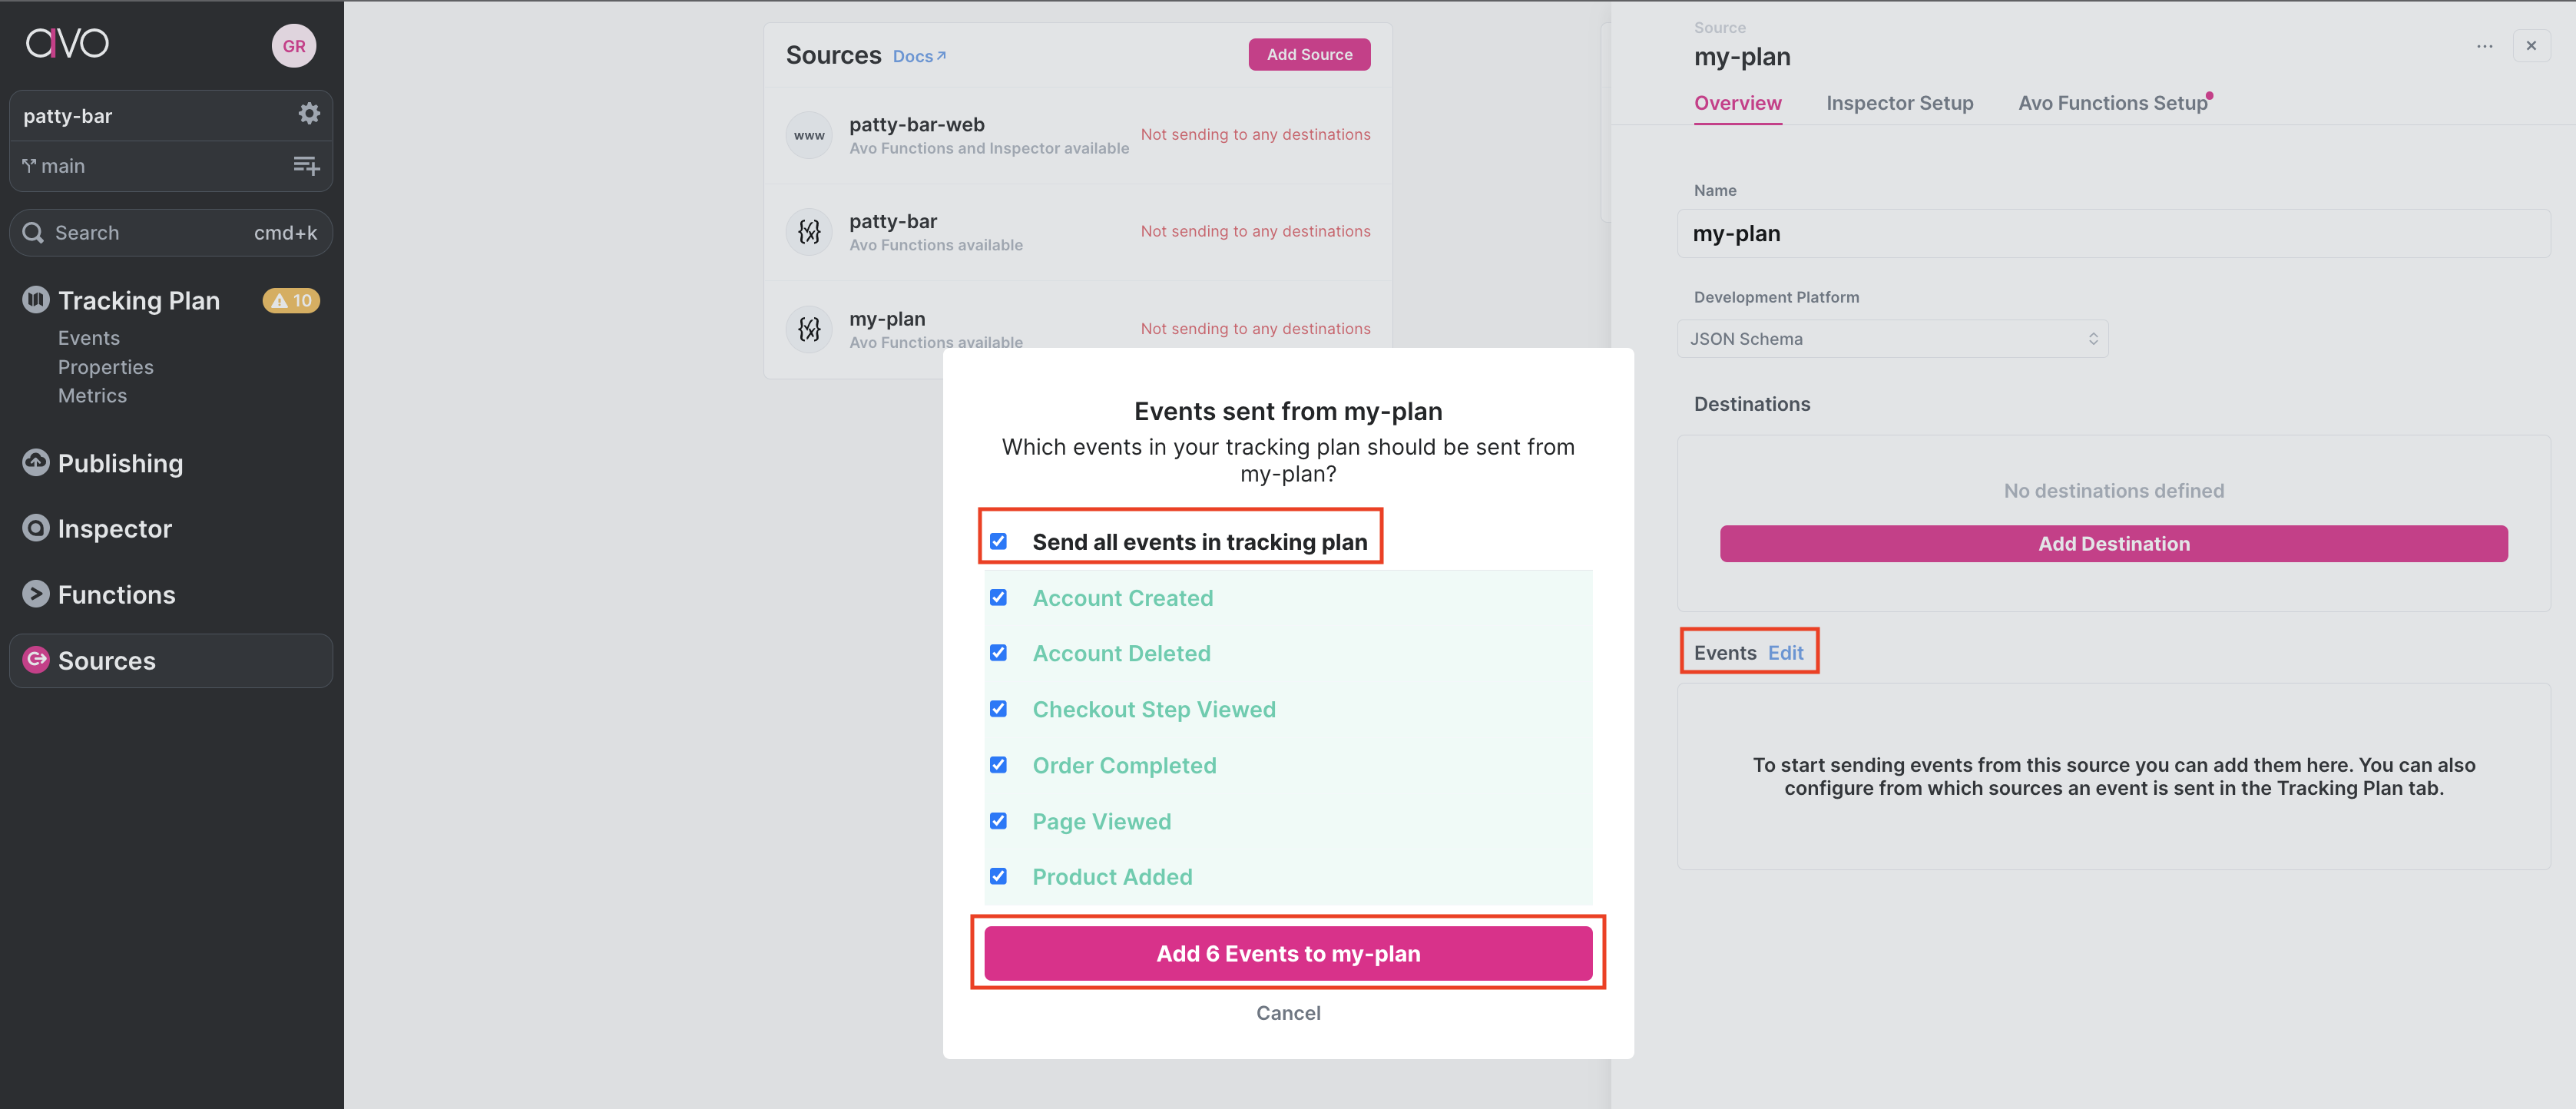 avo
GR
patty-bar
main
Search cmd+k
Tracking Plan 10
Events
Properties
Metrics
Publishing
Inspector
Functions
Sources
Sources Docs↗ Add Source
www
patty-bar-web
Avo Functions and Inspector available
Not sending to any destinations
patty-bar
Avo Functions available
Not sending to any destinations
my-plan
Avo Functions available
Not sending to any destinations
Events sent from my-plan
Which events in your tracking plan should be sent from
my-plan?
Send all events in tracking plan
Account Created
Account Deleted
Checkout Step Viewed
Order Completed
Page Viewed
Product Added
Add 6 Events to my-plan
Cancel
Source
my-plan
Overview Inspector Setup Avo Functions Setup
Name
my-plan
Development Platform
JSON Schema
Destinations
No destinations defined
Add Destination
Events Edit
To start sending events from this source you can add them here. You can also
configure from which sources an event is sent in the Tracking Plan tab.